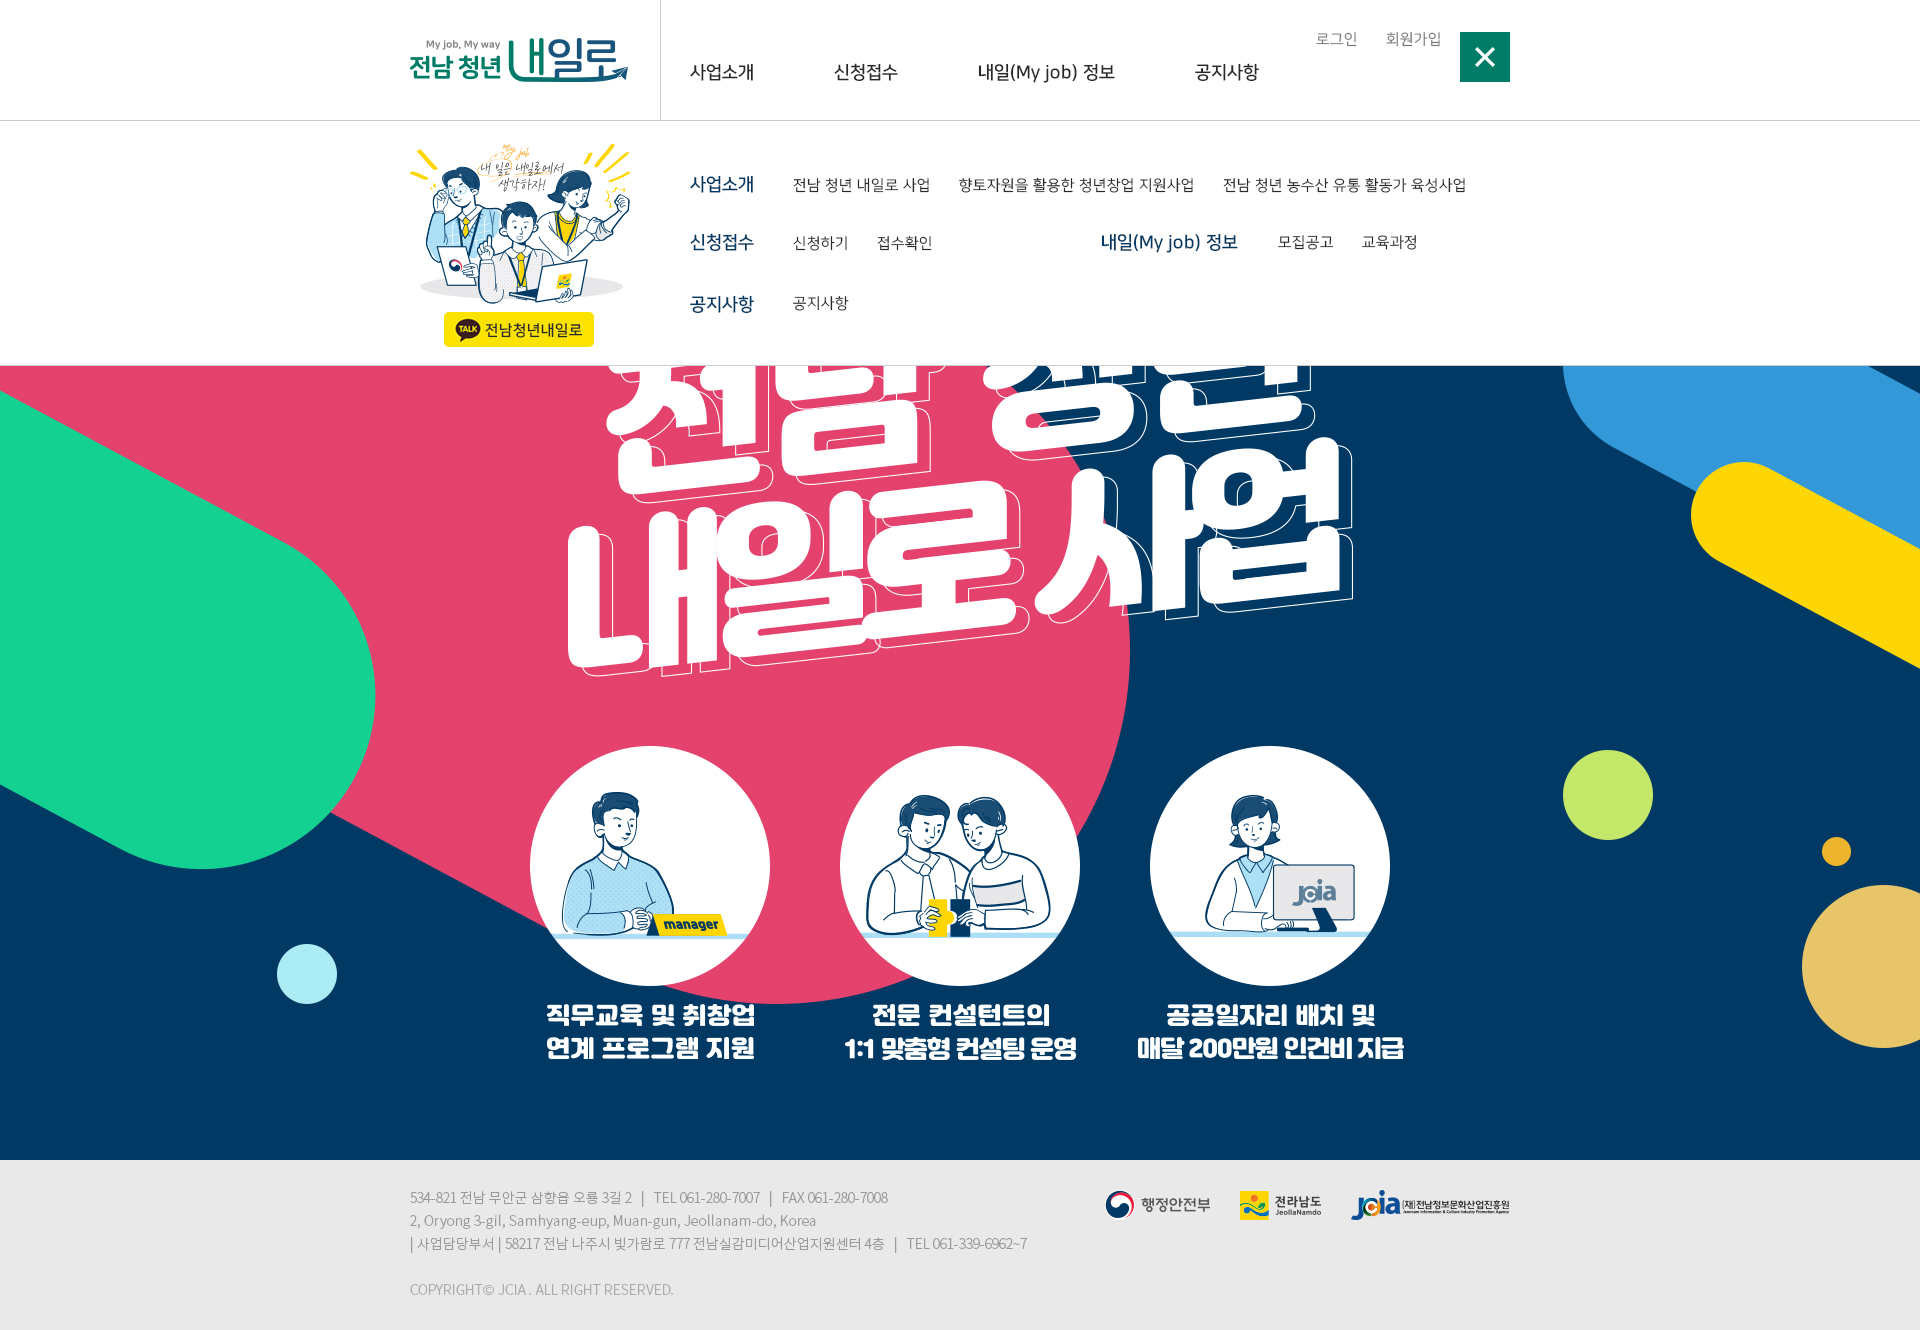 My job, My way
전남 청년 내일로
로그인 회원가입
사업소개 신청접수 내일(My job) 정보 공지사항
My job
내 일은 내일로에서
생각하자!
TALK 전남청년내일로
사업소개 전남 청년 내일로 사업 향토자원을 활용한 청년창업 지원사업 전남 청년 농수산 유통 활동가 육성사업
신청접수 신청하기 접수확인 내일(My job) 정보 모집공고 교육과정
공지사항 공지사항
전남 청년
내일로 사업
manager
jcia
직무교육 및 취창업
연계 프로그램 지원
전문 컨설턴트의
1:1 맞춤형 컨설팅 운영
공공일자리 배치 및
매달 200만원 인건비 지급
534-821 전남 무안군 삼향읍 오룡 3길 2 | TEL 061-280-7007 | FAX 061-280-7008
2, Oryong 3-gil, Samhyang-eup, Muan-gun, Jeollanam-do, Korea
| 사업담당부서 | 58217 전남 나주시 빛가람로 777 전남실감미디어산업지원센터 4층 | TEL 061-339-6962~7
COPYRIGHT© JCIA . ALL RIGHT RESERVED.
행정안전부
전라남도
JeollaNamdo
jcia (재)전남정보문화산업진흥원
Jeonnam Information & Culture Industry Promotion Agency